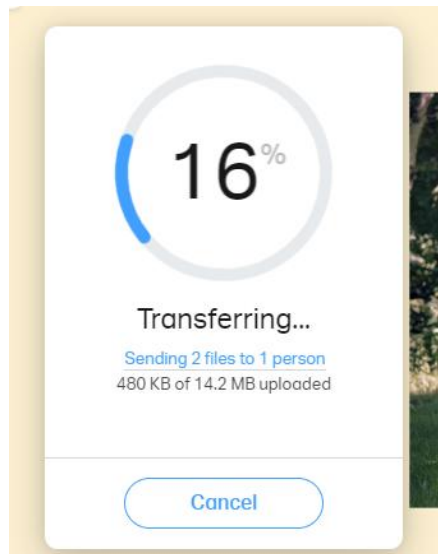 16%
Transferring...
Sending 2 files to 1 person
480 KB of 14.2 MB uploaded
Cancel